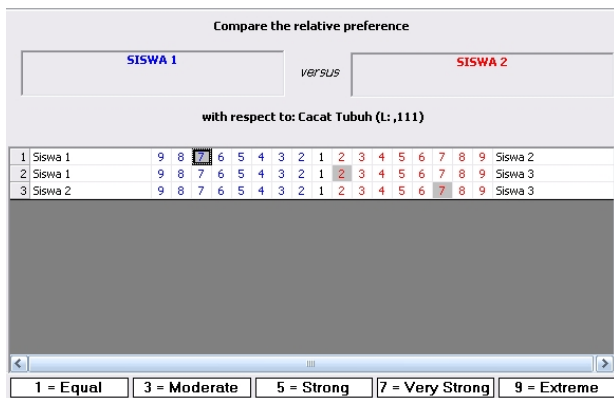 Compare the relative preference
SISWA 1
versus
SISWA 2
with respect to: Cacat Tubuh (L: ,111)
1 Siswa 1 9 8 7 6 5 4 3 2 1 2 3 4 5 6 7 8 9 Siswa 2
2 Siswa 1 9 8 7 6 5 4 3 2 1 2 3 4 5 6 7 8 9 Siswa 3
3 Siswa 2 9 8 7 6 5 4 3 2 1 2 3 4 5 6 7 8 9 Siswa 3
1 = Equal 3 = Moderate 5 = Strong 7 = Very Strong 9 = Extreme